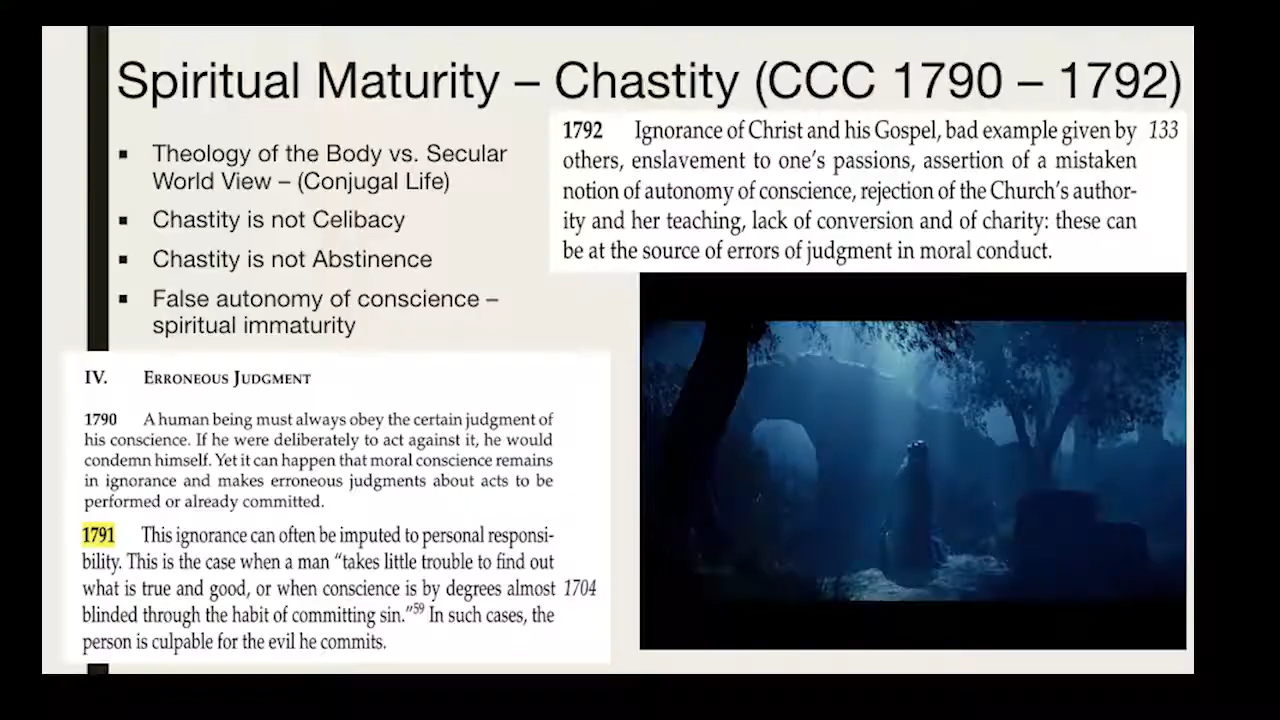 Spiritual Maturity – Chastity (CCC 1790 – 1792)
▪ Theology of the Body vs. Secular
World View – (Conjugal Life)
▪ Chastity is not Celibacy
▪ Chastity is not Abstinence
▪ False autonomy of conscience –
spiritual immaturity
1792 Ignorance of Christ and his Gospel, bad example given by 133
others, enslavement to one's passions, assertion of a mistaken
notion of autonomy of conscience, rejection of the Church's author-
ity and her teaching, lack of conversion and of charity: these can
be at the source of errors of judgment in moral conduct.
IV. Erroneous Judgment
1790 A human being must always obey the certain judgment of
his conscience. If he were deliberately to act against it, he would
condemn himself. Yet it can happen that moral conscience remains
in ignorance and makes erroneous judgments about acts to be
performed or already committed.
1791 This ignorance can often be imputed to personal responsi-
bility. This is the case when a man "takes little trouble to find out
what is true and good, or when conscience is by degrees almost 1704
blinded through the habit of committing sin."59 In such cases, the
person is culpable for the evil he commits.